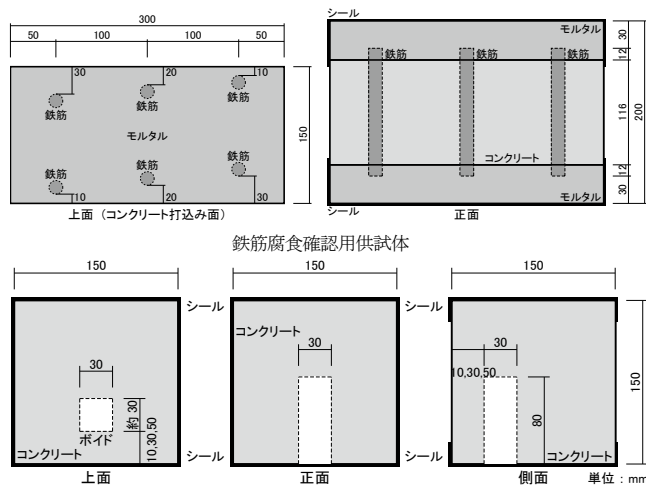 300
50 100 100 50
30 20 10
鉄筋 鉄筋 鉄筋
モルタル
150
鉄筋 鉄筋 鉄筋
10 20 30
上面（コンクリート打込み面）
シール
モルタル
30
鉄筋 鉄筋 鉄筋
12
116
200
コンクリート
12
モルタル
30
シール
正面
鉄筋腐食確認用供試体
150
シール
150
シール
150
コンクリート
30
30
30
10,30,50
150
約 30
80
ボイド
10,30,50
コンクリート
シール
シール
コンクリート
上面
正面
側面
単位：mm